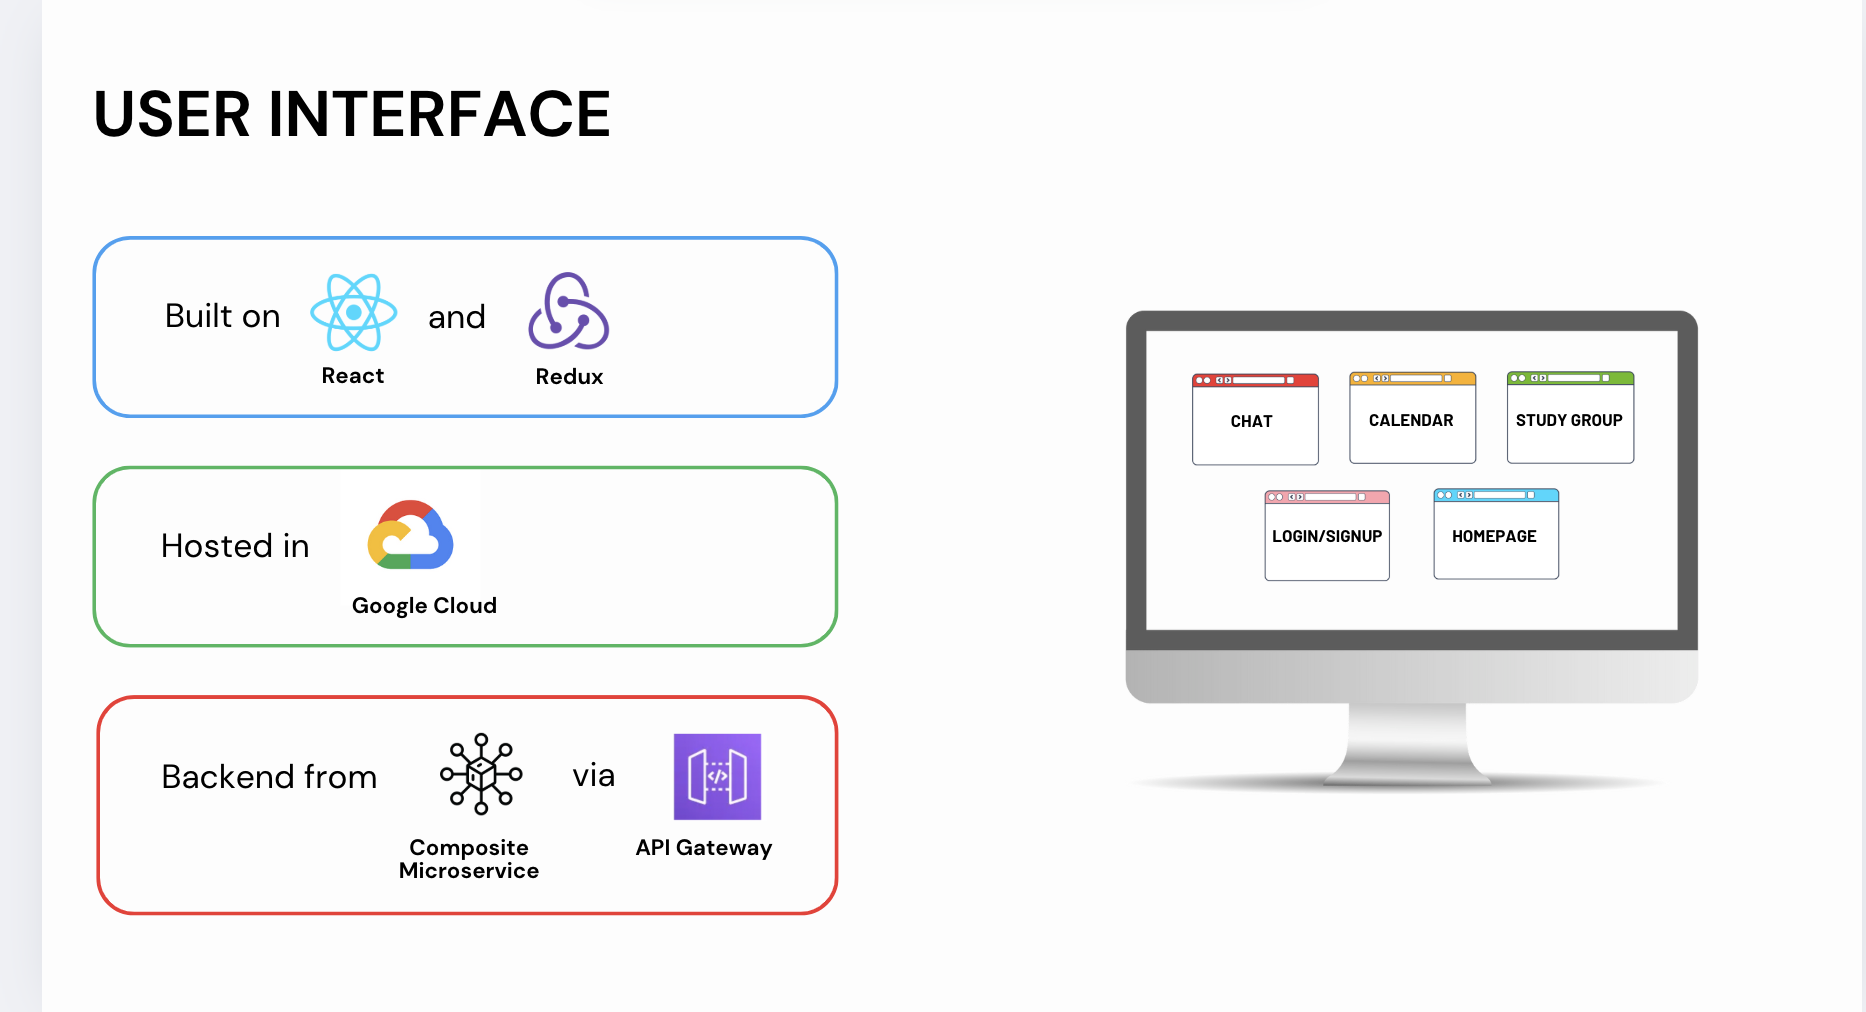 USER INTERFACE
Built on
and
React
Redux
Hosted in
Google Cloud
Backend from
via
Composite
Microservice
API Gateway
CHAT
CALENDAR
STUDY GROUP
LOGIN/SIGNUP
HOMEPAGE